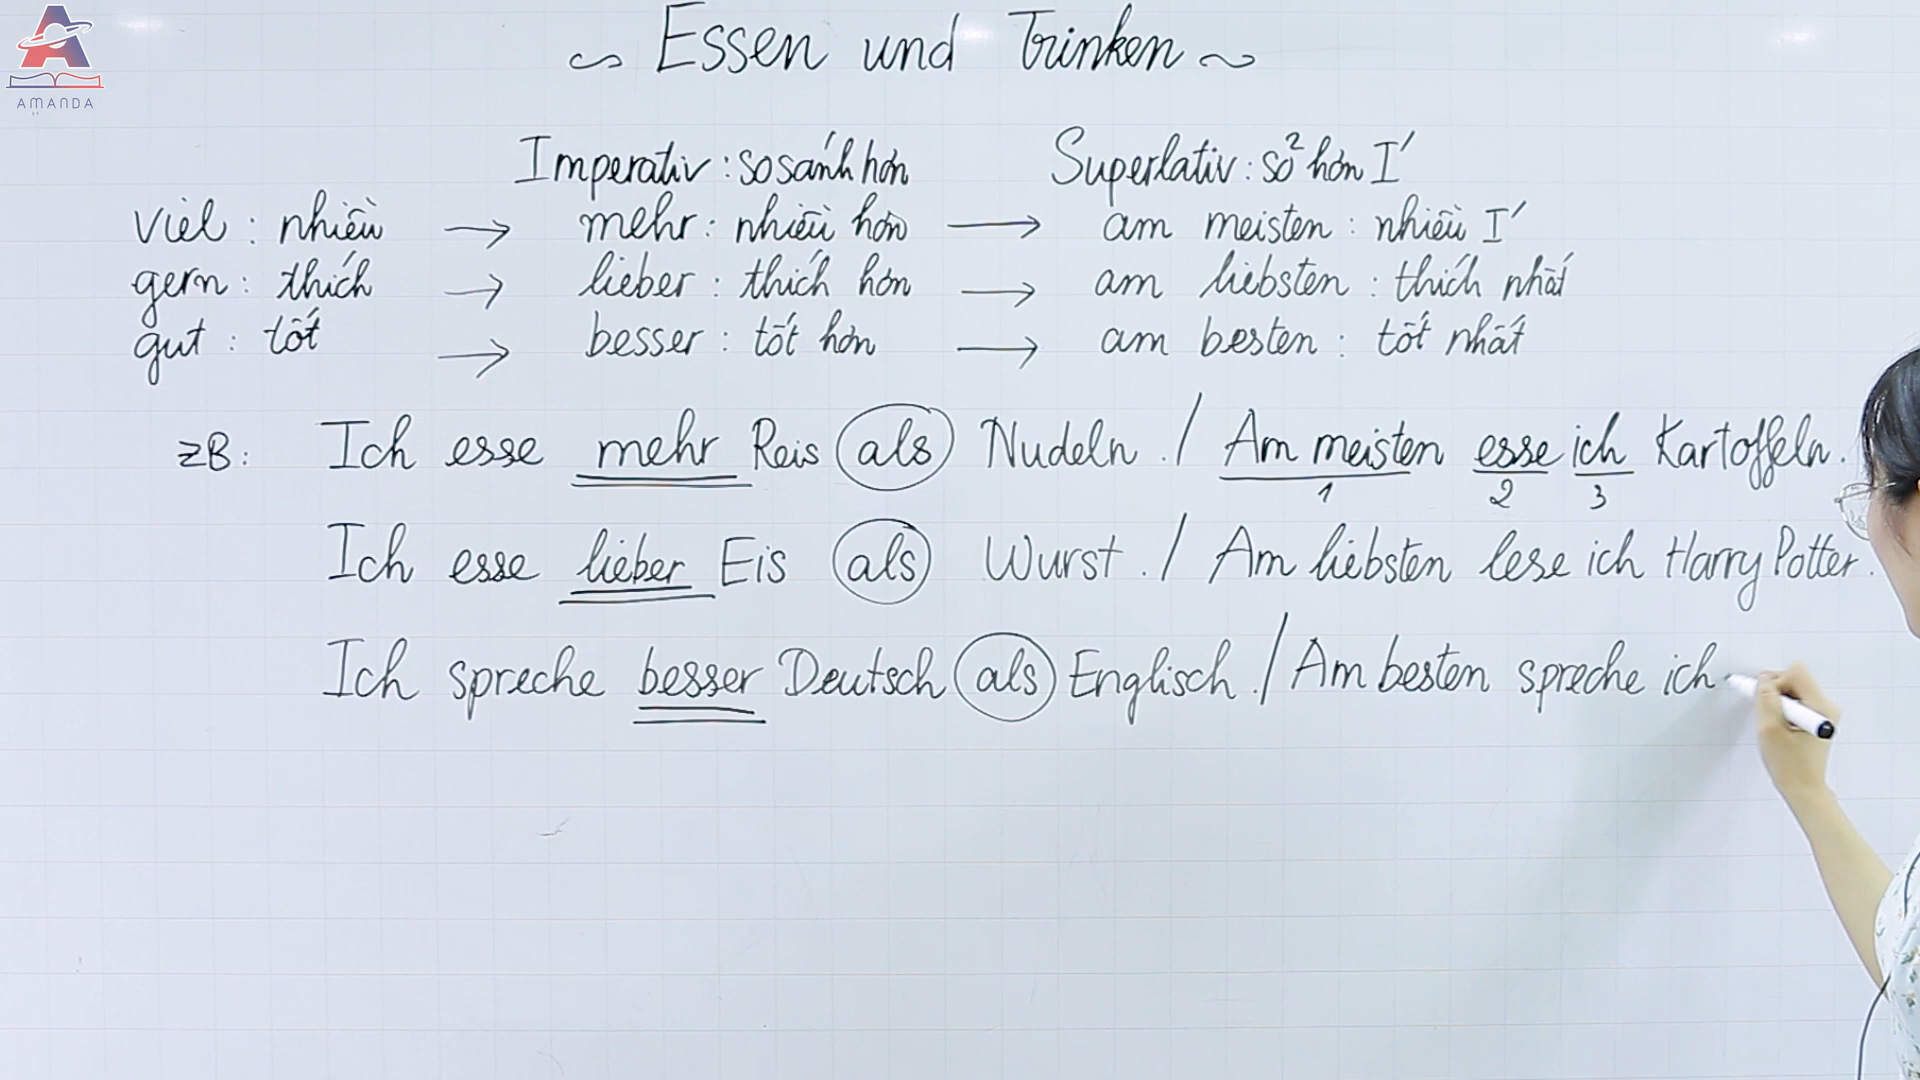 AMANDA
~ Essen und Trinken ~
Imperativ : so sánh hơn Superlativ : so² hơn I'
viel : nhiều → mehr : nhiều hơn → am meisten : nhiều I'
gern : thích → lieber : thích hơn → am liebsten : thích nhất
gut : tốt → besser : tốt hơn → am besten : tốt nhất
zB: Ich esse mehr Reis als Nudeln. / Am meisten esse ich Kartoffeln.
1 2 3
Ich esse lieber Eis als Wurst. / Am liebsten lese ich Harry Potter.
Ich spreche besser Deutsch als Englisch. / Am besten spreche ich